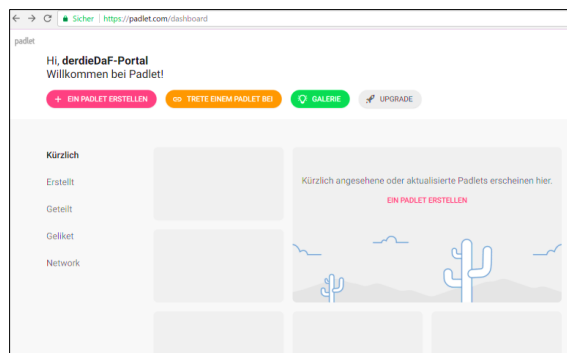 Sicher | https://padlet.com/dashboard
padlet
Hi, derdieDaF-Portal
Willkommen bei Padlet!
+ EIN PADLET ERSTELLEN
TRETE EINEM PADLET BEI
GALERIE
UPGRADE
Kürzlich
Erstellt
Geteilt
Geliket
Network
Kürzlich angesehene oder aktualisierte Padlets erscheinen hier.
EIN PADLET ERSTELLEN